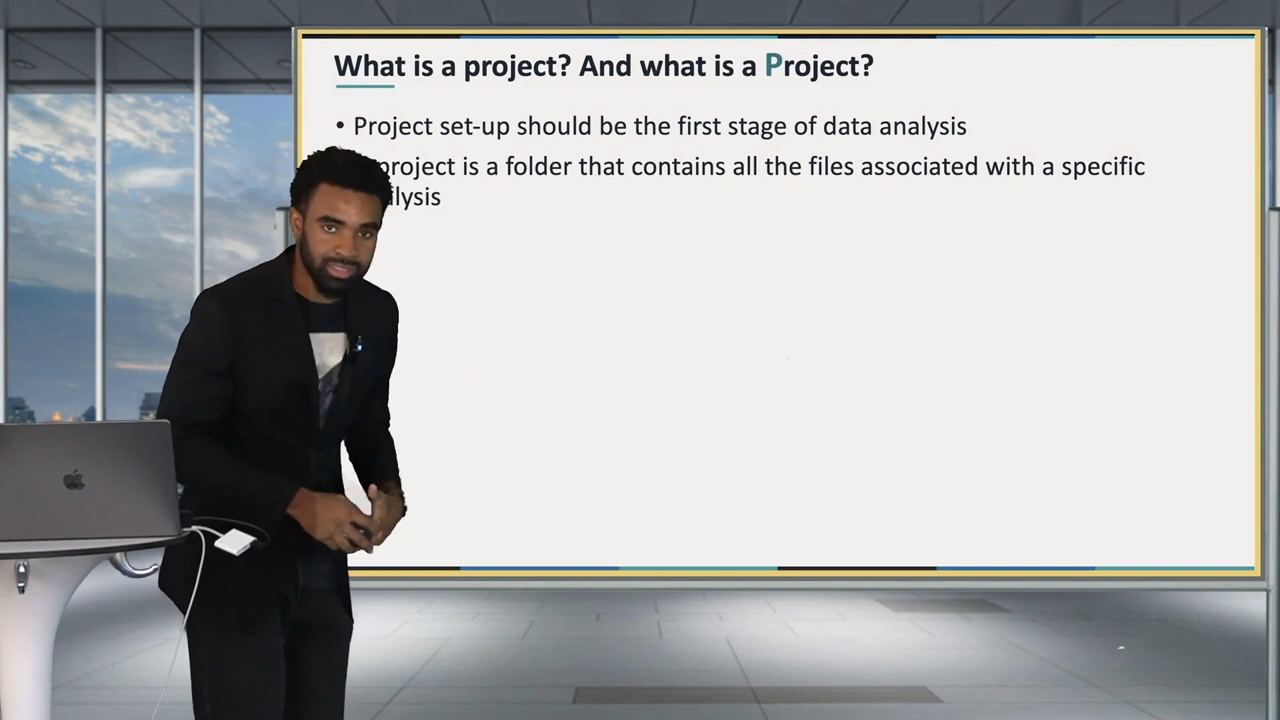 What is a project? And what is a Project?
• Project set-up should be the first stage of data analysis
project is a folder that contains all the files associated with a specific